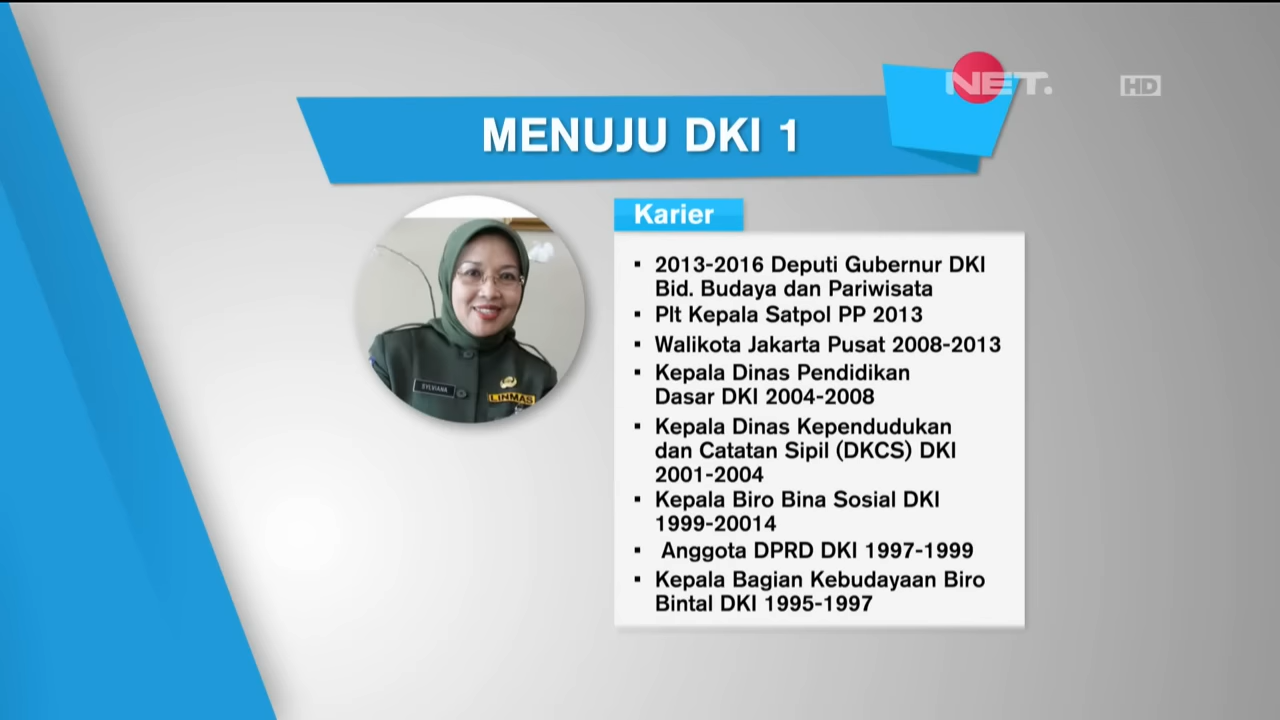 NET.
HD
MENUJU DKI 1
Karier
▪ 2013-2016 Deputi Gubernur DKI
Bid. Budaya dan Pariwisata
▪ Plt Kepala Satpol PP 2013
▪ Walikota Jakarta Pusat 2008-2013
▪ Kepala Dinas Pendidikan
Dasar DKI 2004-2008
▪ Kepala Dinas Kependudukan
dan Catatan Sipil (DKCS) DKI
2001-2004
▪ Kepala Biro Bina Sosial DKI
1999-20014
▪ Anggota DPRD DKI 1997-1999
▪ Kepala Bagian Kebudayaan Biro
Bintal DKI 1995-1997
SYLVIANA
LINMAS